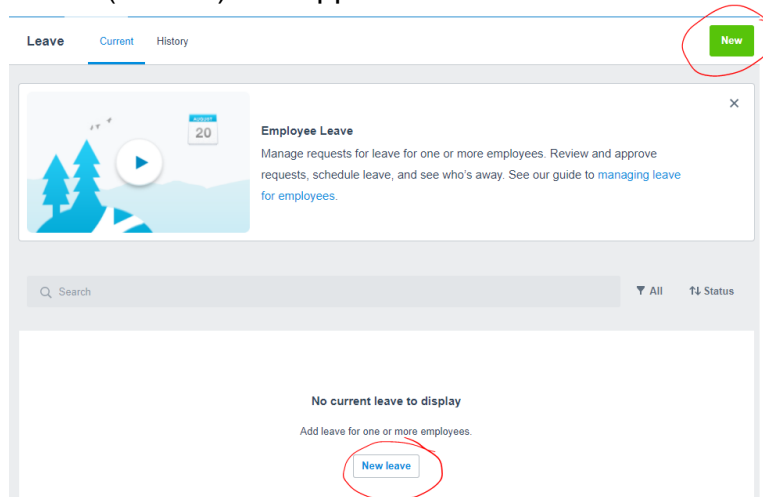 Leave Current History New
AUGUST
20
Employee Leave
Manage requests for leave for one or more employees. Review and approve
requests, schedule leave, and see who's away. See our guide to managing leave
for employees.
Search All Status
No current leave to display
Add leave for one or more employees.
New leave